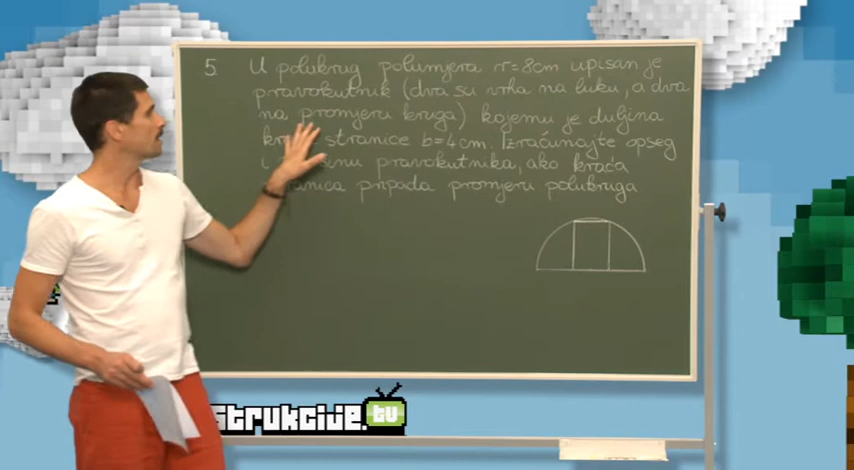 5. U polukrug polumjera r=8cm upisan je
pravokutnik (dva su vrha na luku, a dva
na promjeru kruga) kojemu je duljina
stranice b=4cm. Izračunajte opseg
i pravokutnika, ako kraća
pripada promjeru polukruga
strukcije.tv